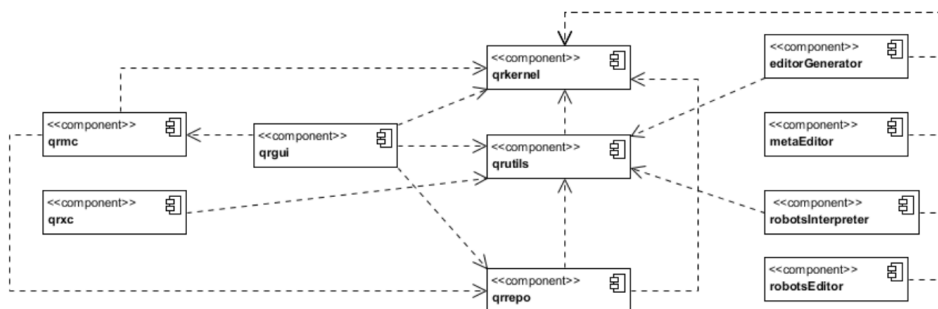 <<component>>
qrkernel
<<component>>
editorGenerator
<<component>>
qrmc
<<component>>
qrgui
<<component>>
qrutils
<<component>>
metaEditor
<<component>>
qrxc
<<component>>
robotsInterpreter
<<component>>
qrrepo
<<component>>
robotsEditor